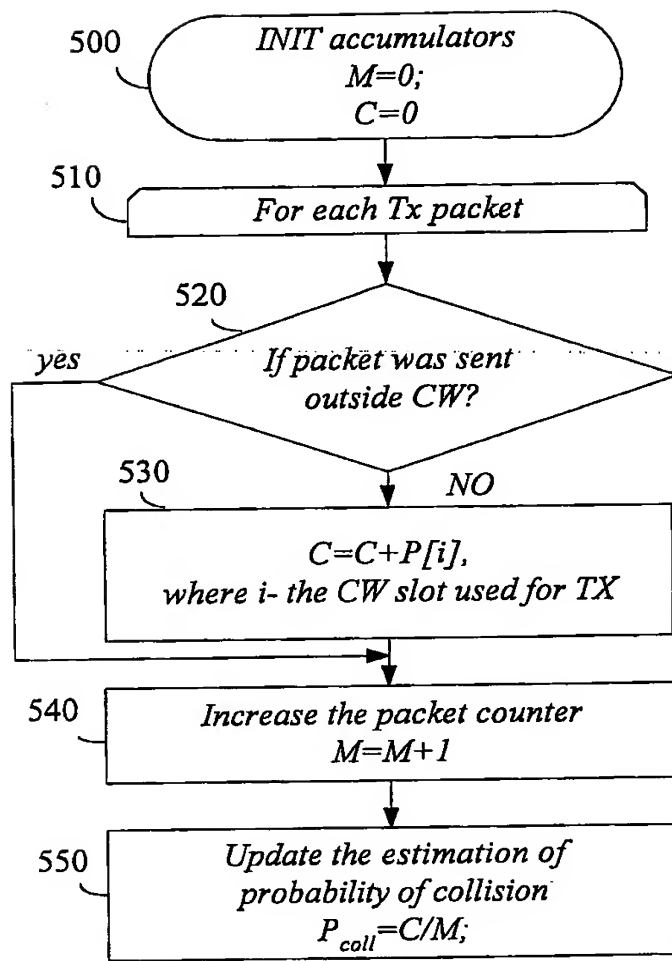 500
INIT accumulators
M=0;
C=0
510
For each Tx packet
520
yes
If packet was sent
outside CW?
530
NO
C=C+P[i],
where i- the CW slot used for TX
540
Increase the packet counter
M=M+1
550
Update the estimation of
probability of collision
P_coll=C/M;